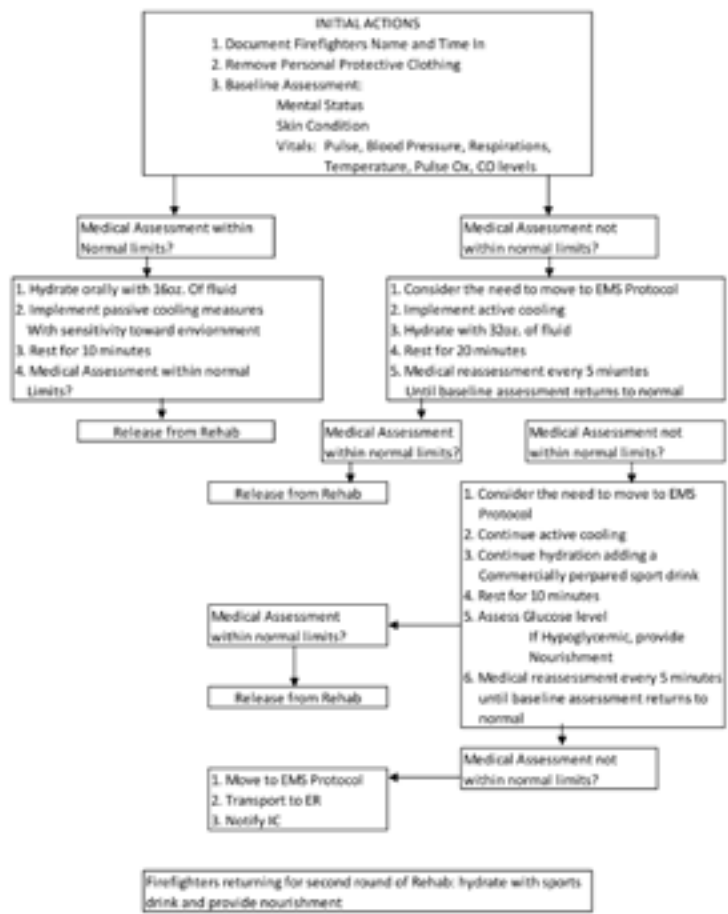 INITIAL ACTIONS
1. Document Firefighters Name and Time In
2. Remove Personal Protective Clothing
3. Baseline Assessment:
Mental Status
Skin Condition
Vitals: Pulse, Blood Pressure, Respirations,
Temperature, Pulse Ox, CO levels
Medical Assessment within
Normal limits?
Medical Assessment not
within normal limits?
1. Hydrate orally with 16oz. Of fluid
2. Implement passive cooling measures
With sensitivity toward enviornment
3. Rest for 10 minutes
4. Medical Assessment within normal
Limits?
1. Consider the need to move to EMS Protocol
2. Implement active cooling
3. Hydrate with 32oz. of fluid
4. Rest for 20 minutes
5. Medical reassessment every 5 miuntes
Until baseline assessment returns to normal
Release from Rehab
Medical Assessment
within normal limits?
Medical Assessment not
within normal limits?
Release from Rehab
1. Consider the need to move to EMS
Protocol
2. Continue active cooling
3. Continue hydration adding a
Commercially perpared sport drink
4. Rest for 10 minutes
5. Assess Glucose level
If Hypoglycemic, provide
Nourishment
6. Medical reassessment every 5 minutes
until baseline assessment returns to
normal
Medical Assessment
within normal limits?
Release from Rehab
Medical Assessment not
within normal limits?
1. Move to EMS Protocol
2. Transport to ER
3. Notify IC
Firefighters returning for second round of Rehab: hydrate with sports
drink and provide nourishment